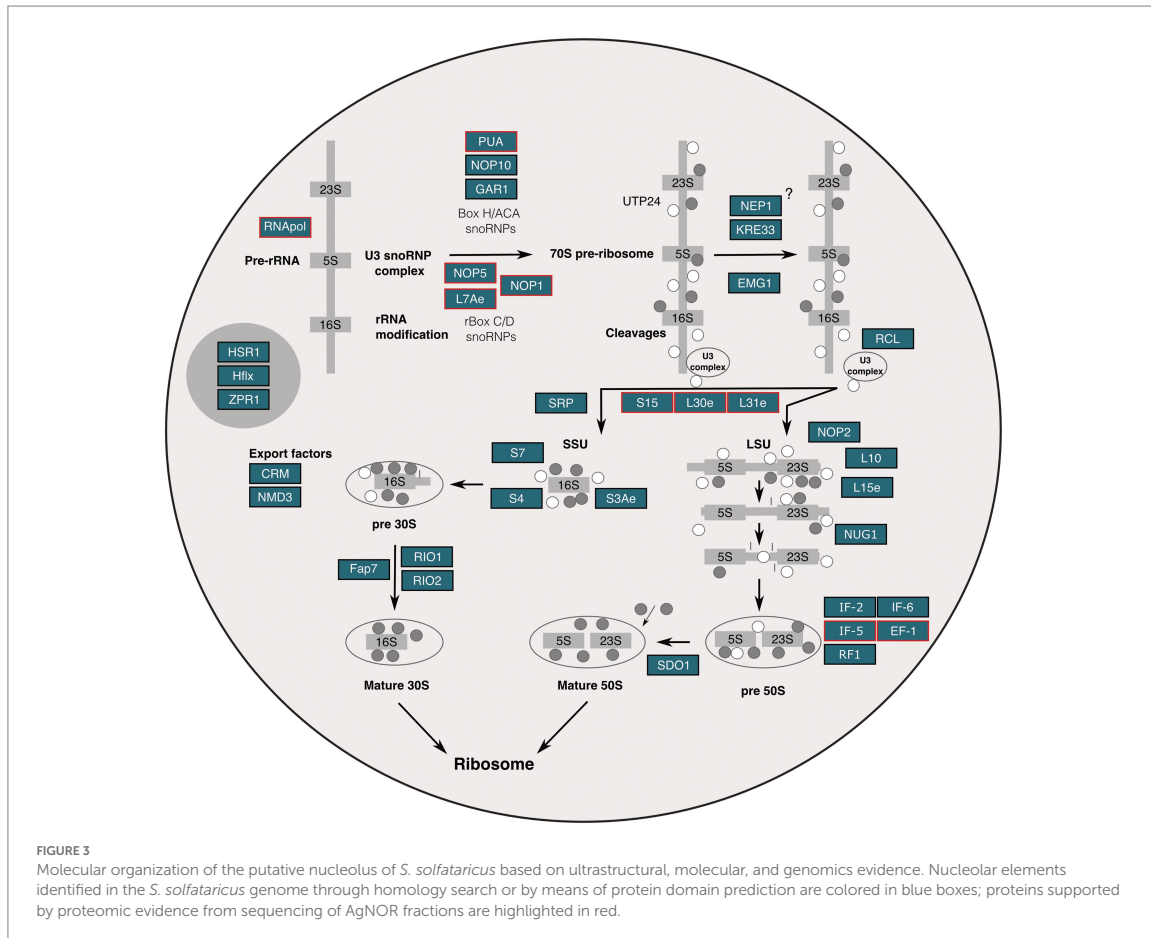 PUA
NOP10
GAR1
Box H/ACA
snoRNPs
23S
RNApol
Pre-rRNA
5S
U3 snoRNP
complex
NOP5
NOP1
L7Ae
16S
rRNA
modification
rBox C/D
snoRNPs
UTP24
23S
70S pre-ribosome
5S
16S
Cleavages
U3
complex
NEP1
?
KRE33
EMG1
23S
5S
16S
RCL
U3
complex
HSR1
Hflx
ZPR1
SRP
S15
L30e
L31e
Export factors
CRM
NMD3
SSU
S7
16S
S4
S3Ae
16S
pre 30S
LSU
NOP2
5S
23S
L10
L15e
5S
23S
NUG1
5S
23S
Fap7
RIO1
RIO2
16S
Mature 30S
5S
23S
Mature 50S
SDO1
5S
23S
pre 50S
IF-2
IF-6
IF-5
EF-1
RF1
Ribosome
FIGURE 3
Molecular organization of the putative nucleolus of S. solfataricus based on ultrastructural, molecular, and genomics evidence. Nucleolar elements
identified in the S. solfataricus genome through homology search or by means of protein domain prediction are colored in blue boxes; proteins supported
by proteomic evidence from sequencing of AgNOR fractions are highlighted in red.